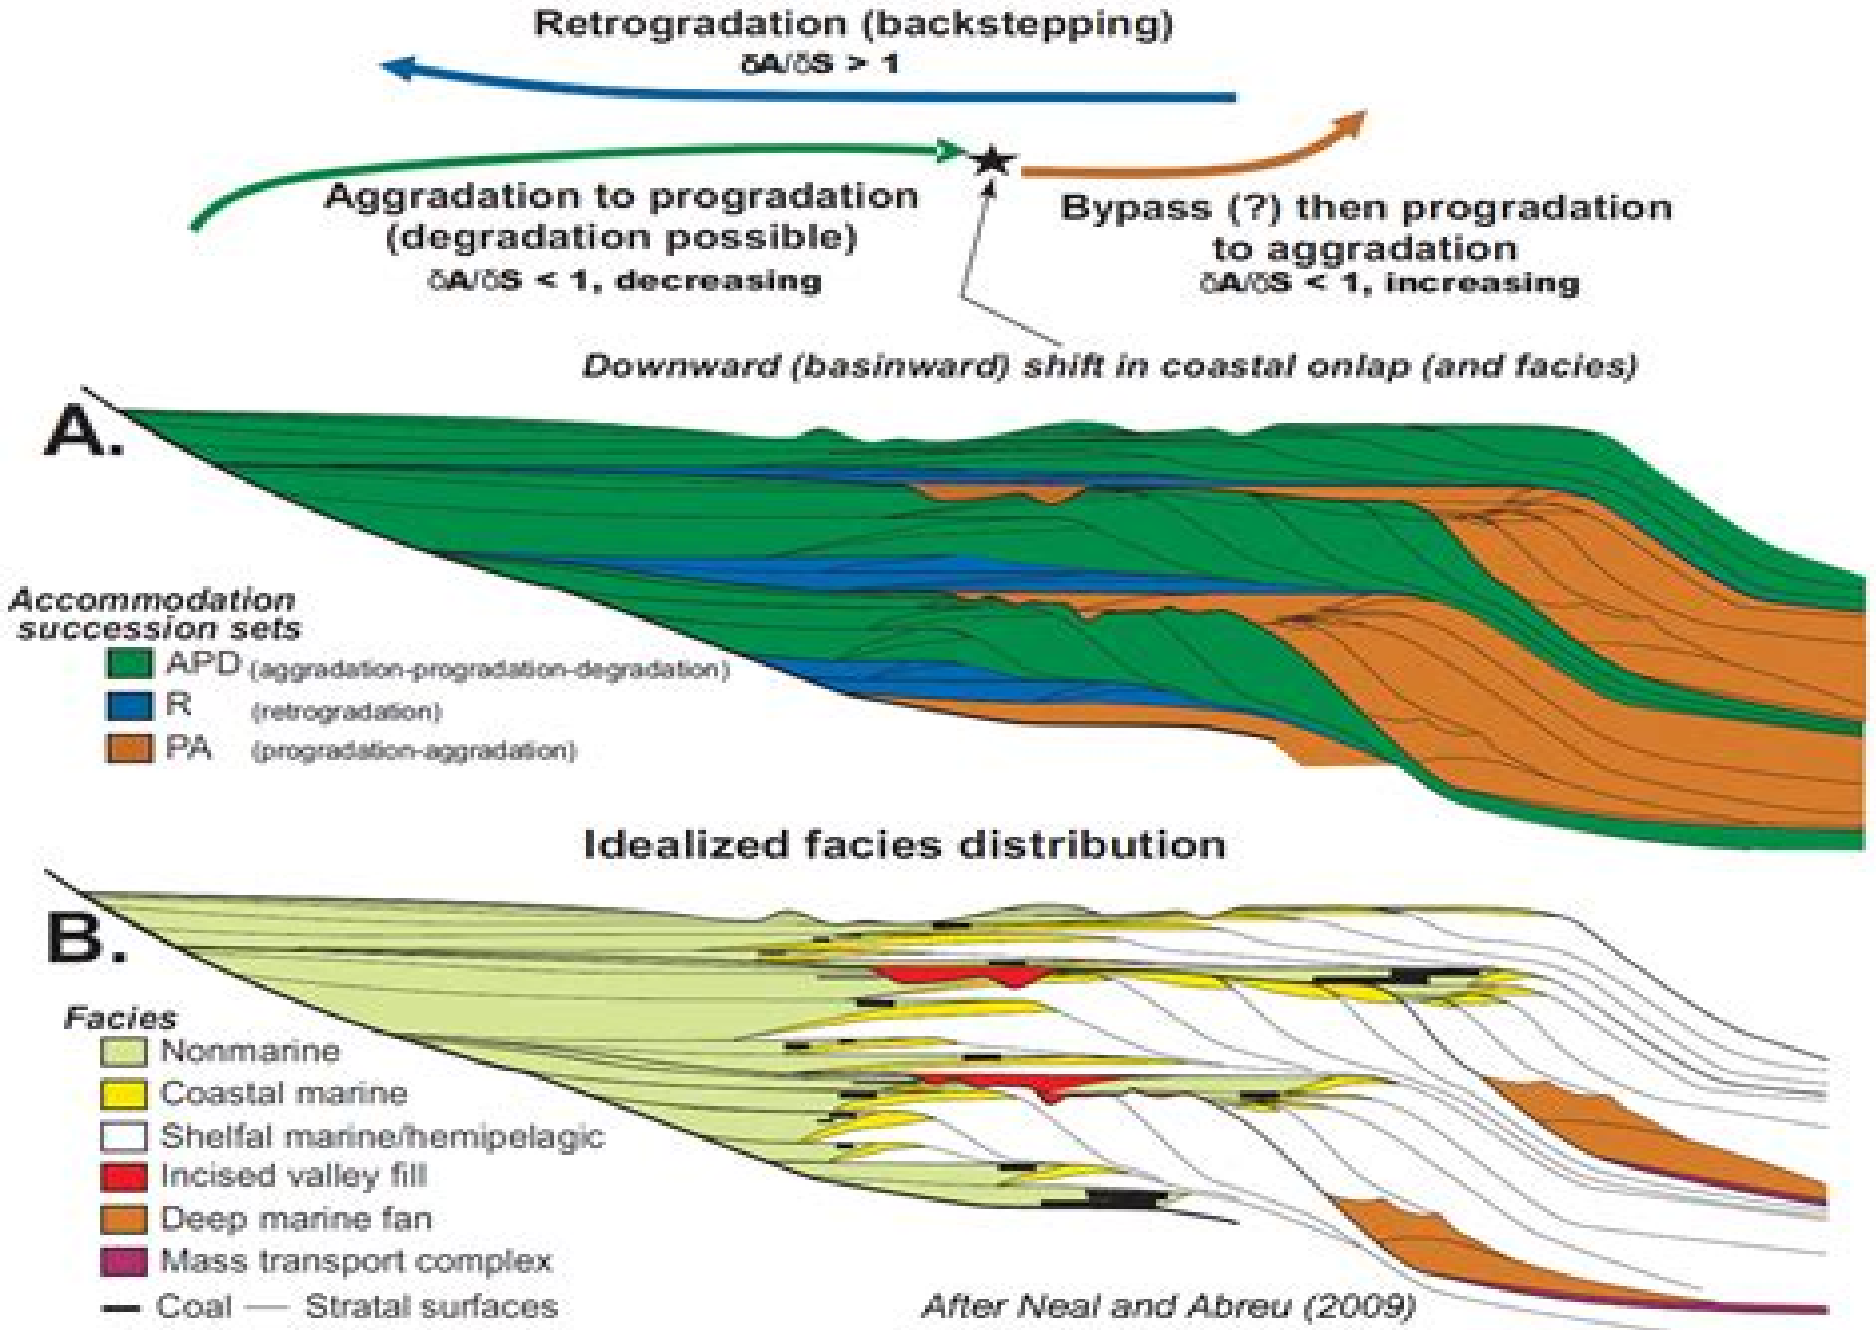 Retrogradation (backstepping)
δA/δS > 1
Aggradation to progradation
(degradation possible)
δA/δS < 1, decreasing
Bypass (?) then progradation
to aggradation
δA/δS < 1, increasing
Downward (basinward) shift in coastal onlap (and facies)
A.
Accommodation
succession sets
APD (aggradation-progradation-degradation)
R (retrogradation)
PA (progradation-aggradation)
Idealized facies distribution
B.
Facies
Nonmarine
Coastal marine
Shelfal marine/hemipelagic
Incised valley fill
Deep marine fan
Mass transport complex
Coal
Stratal surfaces
After Neal and Abreu (2009)